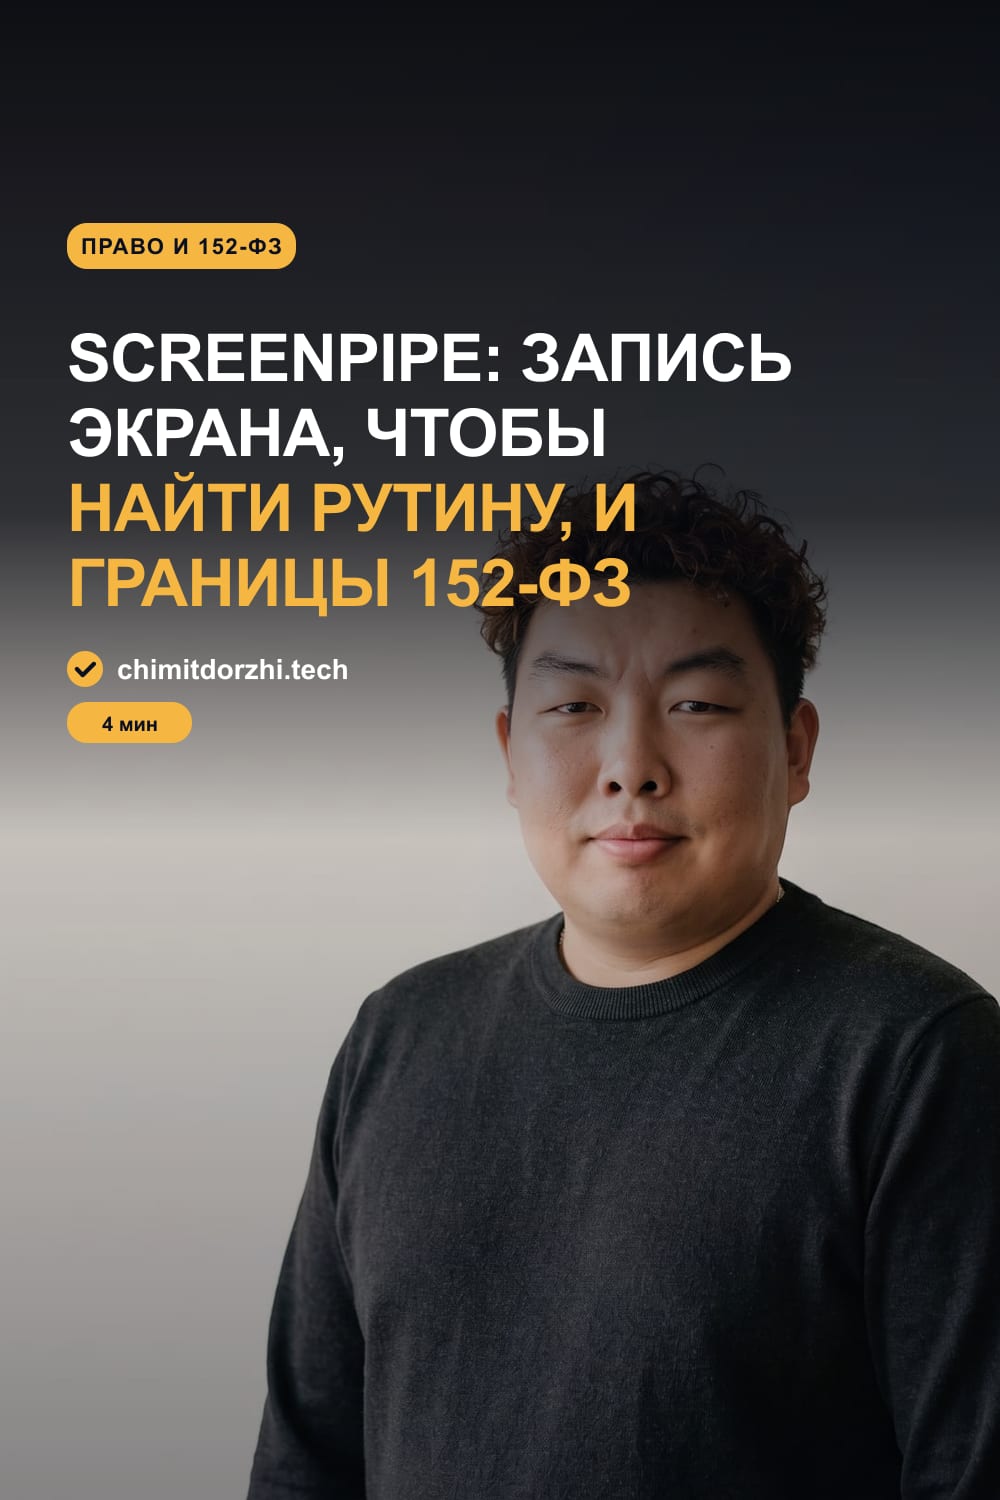 ПРАВО И 152-ФЗ
SCREENPIPE: ЗАПИСЬ
ЭКРАНА, ЧТОБЫ
НАЙТИ РУТИНУ, И
ГРАНИЦЫ 152-ФЗ
chimitdorzhi.tech
4 мин